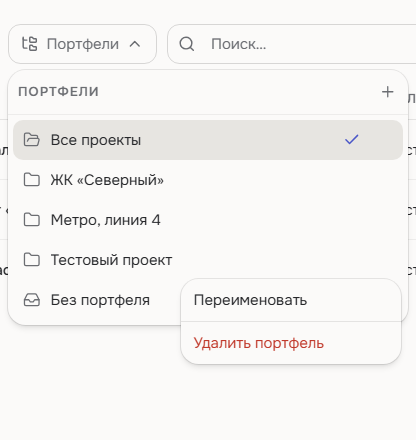 Портфели
Поиск...
ПОРТФЕЛИ
Все проекты
ЖК «Северный»
Метро, линия 4
Тестовый проект
Без портфеля
Переименовать
Удалить портфель